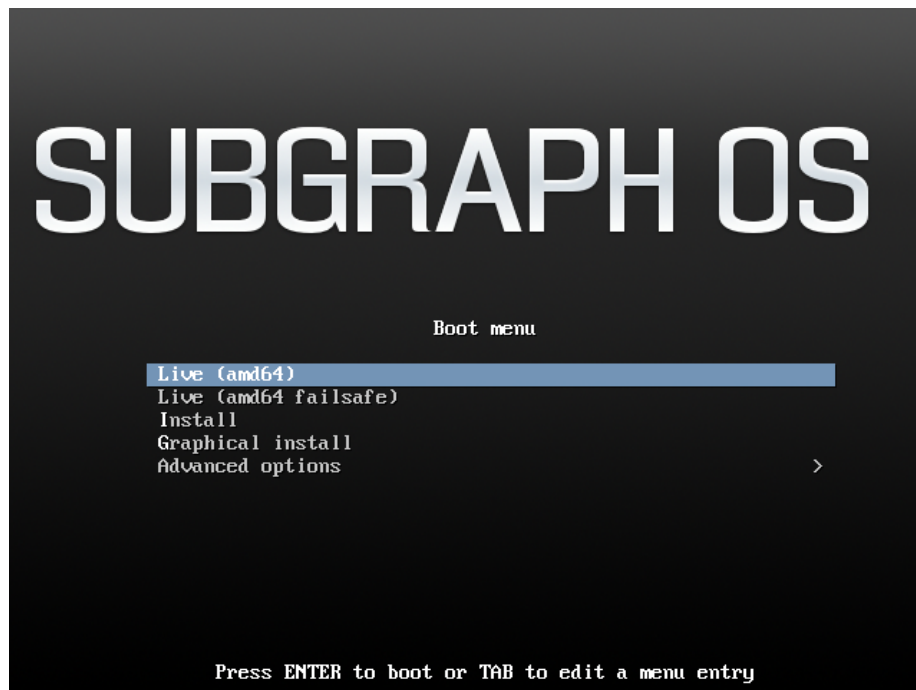 SUBGRAPH OS
Boot menu
Live (amd64)
Live (amd64 failsafe)
Install
Graphical install
Advanced options >
Press ENTER to boot or TAB to edit a menu entry